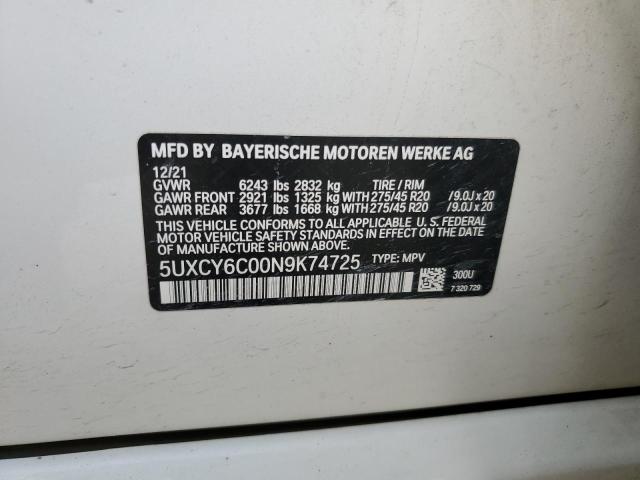 MFD BY BAYERISCHE MOTOREN WERKE AG
12/21
GVWR 6243 lbs 2832 kg TIRE / RIM
GAWR FRONT 2921 lbs 1325 kg WITH 275/45 R20 /9.0J x 20
GAWR REAR 3677 lbs 1668 kg WITH 275/45 R20 /9.0J x 20
THIS VEHICLE CONFORMS TO ALL APPLICABLE U. S. FEDERAL
MOTOR VEHICLE SAFETY STANDARDS IN EFFECT ON THE DATE
OF MANUFACTURE SHOWN ABOVE.
5UXCY6C00N9K74725 TYPE: MPV
300U
7 320 729